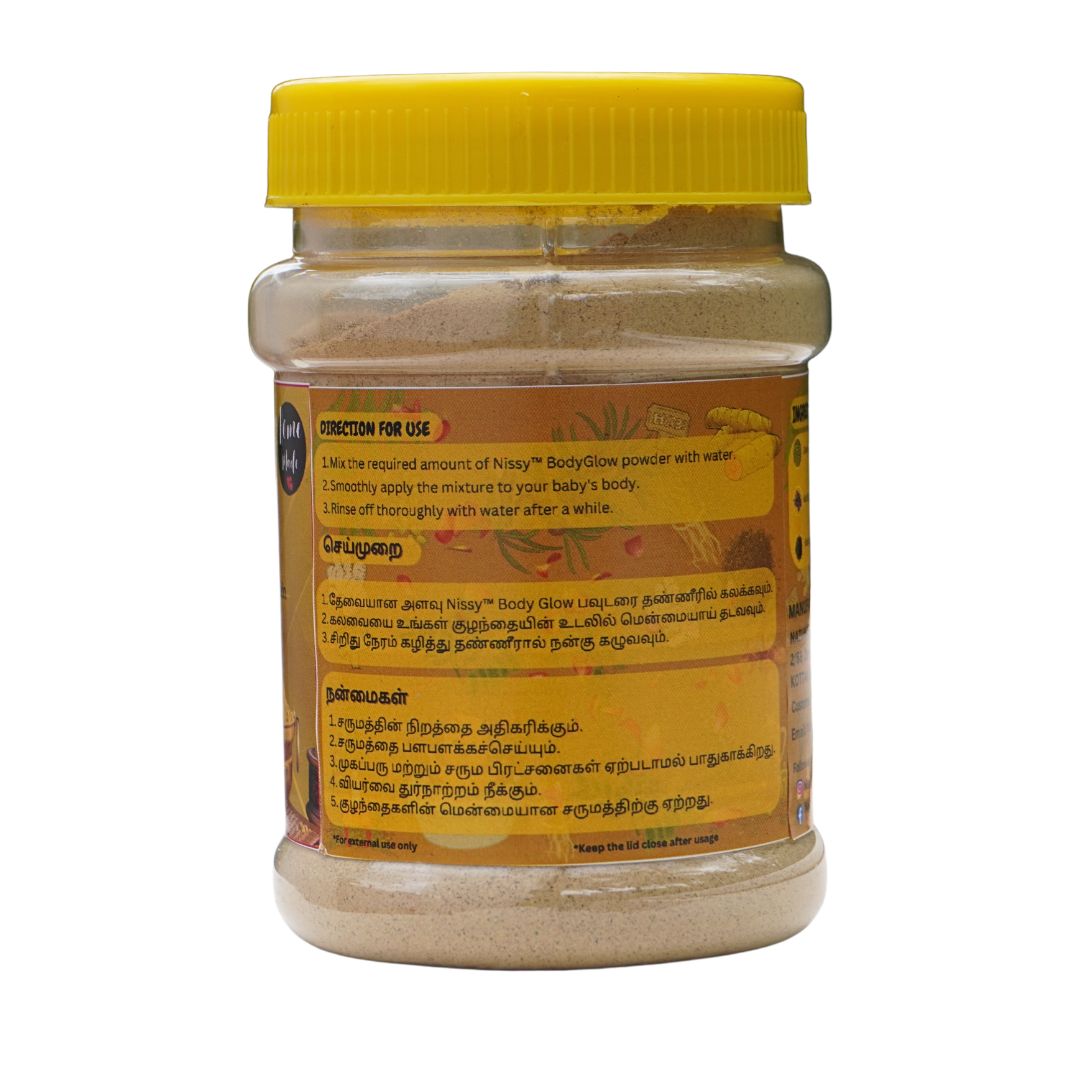 DIRECTION FOR USE
1.Mix the required amount of Nissy™ BodyGlow powder with water.
2.Smoothly apply the mixture to your baby's body.
3.Rinse off thoroughly with water after a while.
செய்முறை
1.தேவையான அளவு Nissy™ Body Glow பவுடரை தண்ணீரில் கலக்கவும்.
2.கலவையை உங்கள் குழந்தையின் உடலில் மென்மையாய் தடவவும்.
3.சிறிது நேரம் கழித்து தண்ணீரால் நன்கு கழுவவும்.
நன்மைகள்
1.சருமத்தின் நிறத்தை அதிகரிக்கும்.
2.சருமத்தை பளபளக்கச்செய்யும்.
3.முகப்பரு மற்றும் சரும பிரட்சனைகள் ஏற்படாமல் பாதுகாக்கிறது.
4.வியர்வை துர்நாற்றம் நீக்கும்.
5.குழந்தைகளின் மென்மையான சருமத்திற்கு ஏற்றது.
*For external use only
*Keep the lid close after usage